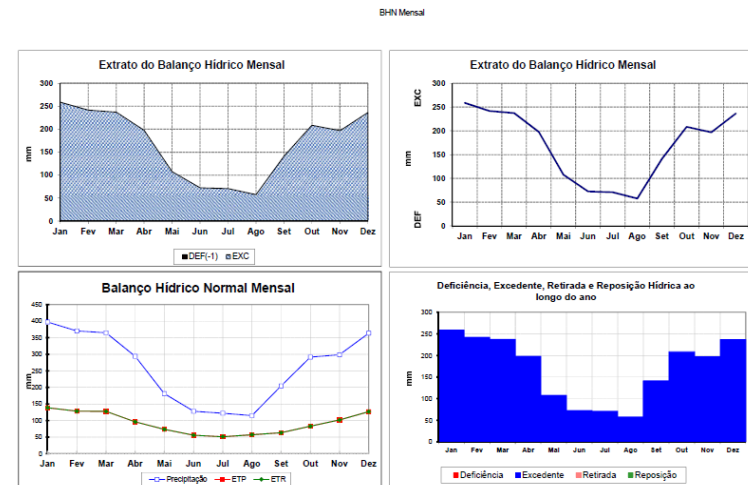 BHN Mensal
Extrato do Balanço Hídrico Mensal
300
250
200
150
100
50
0
mm
Jan Fev Mar Abr Mai Jun Jul Ago Set Out Nov Dez
DEF(-1) EXC
Extrato do Balanço Hídrico Mensal
300
250
200
150
100
50
0
EXC
mm
DEF
Jan Fev Mar Abr Mai Jun Jul Ago Set Out Nov Dez
Balanço Hídrico Normal Mensal
450
400
350
300
250
200
150
100
50
0
mm
Jan Fev Mar Abr Mai Jun Jul Ago Set Out Nov Dez
Precipitação ETP ETR
Deficiência, Excedente, Retirada e Reposição Hídrica ao
longo do ano
300
250
200
150
100
50
0
mm
Jan Fev Mar Abr Mai Jun Jul Ago Set Out Nov Dez
Deficiência Excedente Retirada Reposição